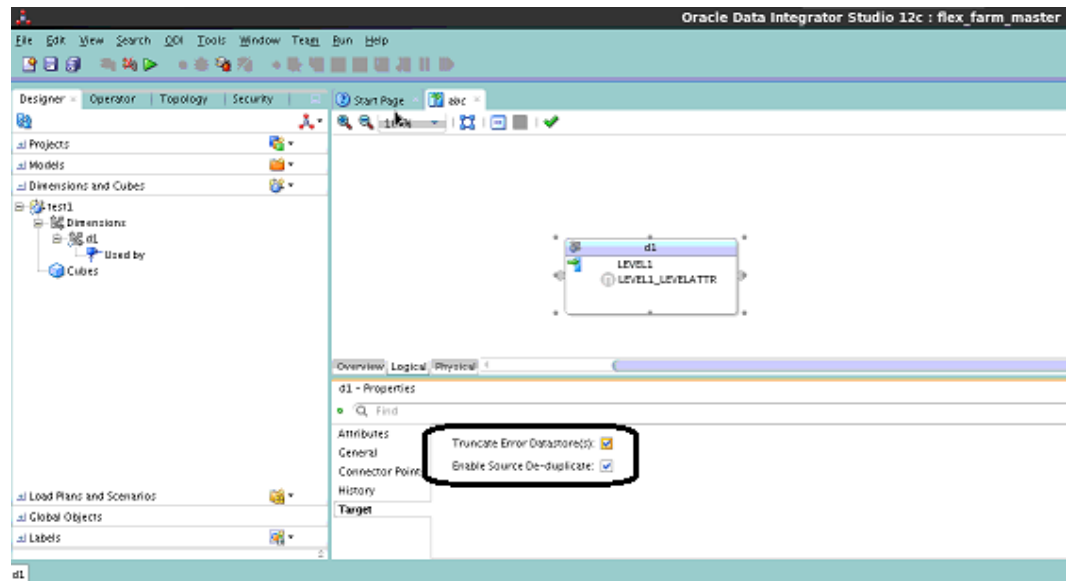 Oracle Data Integrator Studio 12c : flex_farm_master
File Edit View Search ODI Tools Window Team Run Help
Designer Operator Topology Security
Start Page abc
Projects
Models
Dimensions and Cubes
test1
Dimensions
d1
Used by
Cubes
d1
LEVEL1
LEVEL1_LEVELATTR
Overview Logical Physical
d1 - Properties
Find
Attributes
General
Connector Point
History
Target
Truncate Error Datastore(s):
Enable Source De-duplicate:
Load Plans and Scenarios
Global Objects
Labels
d1